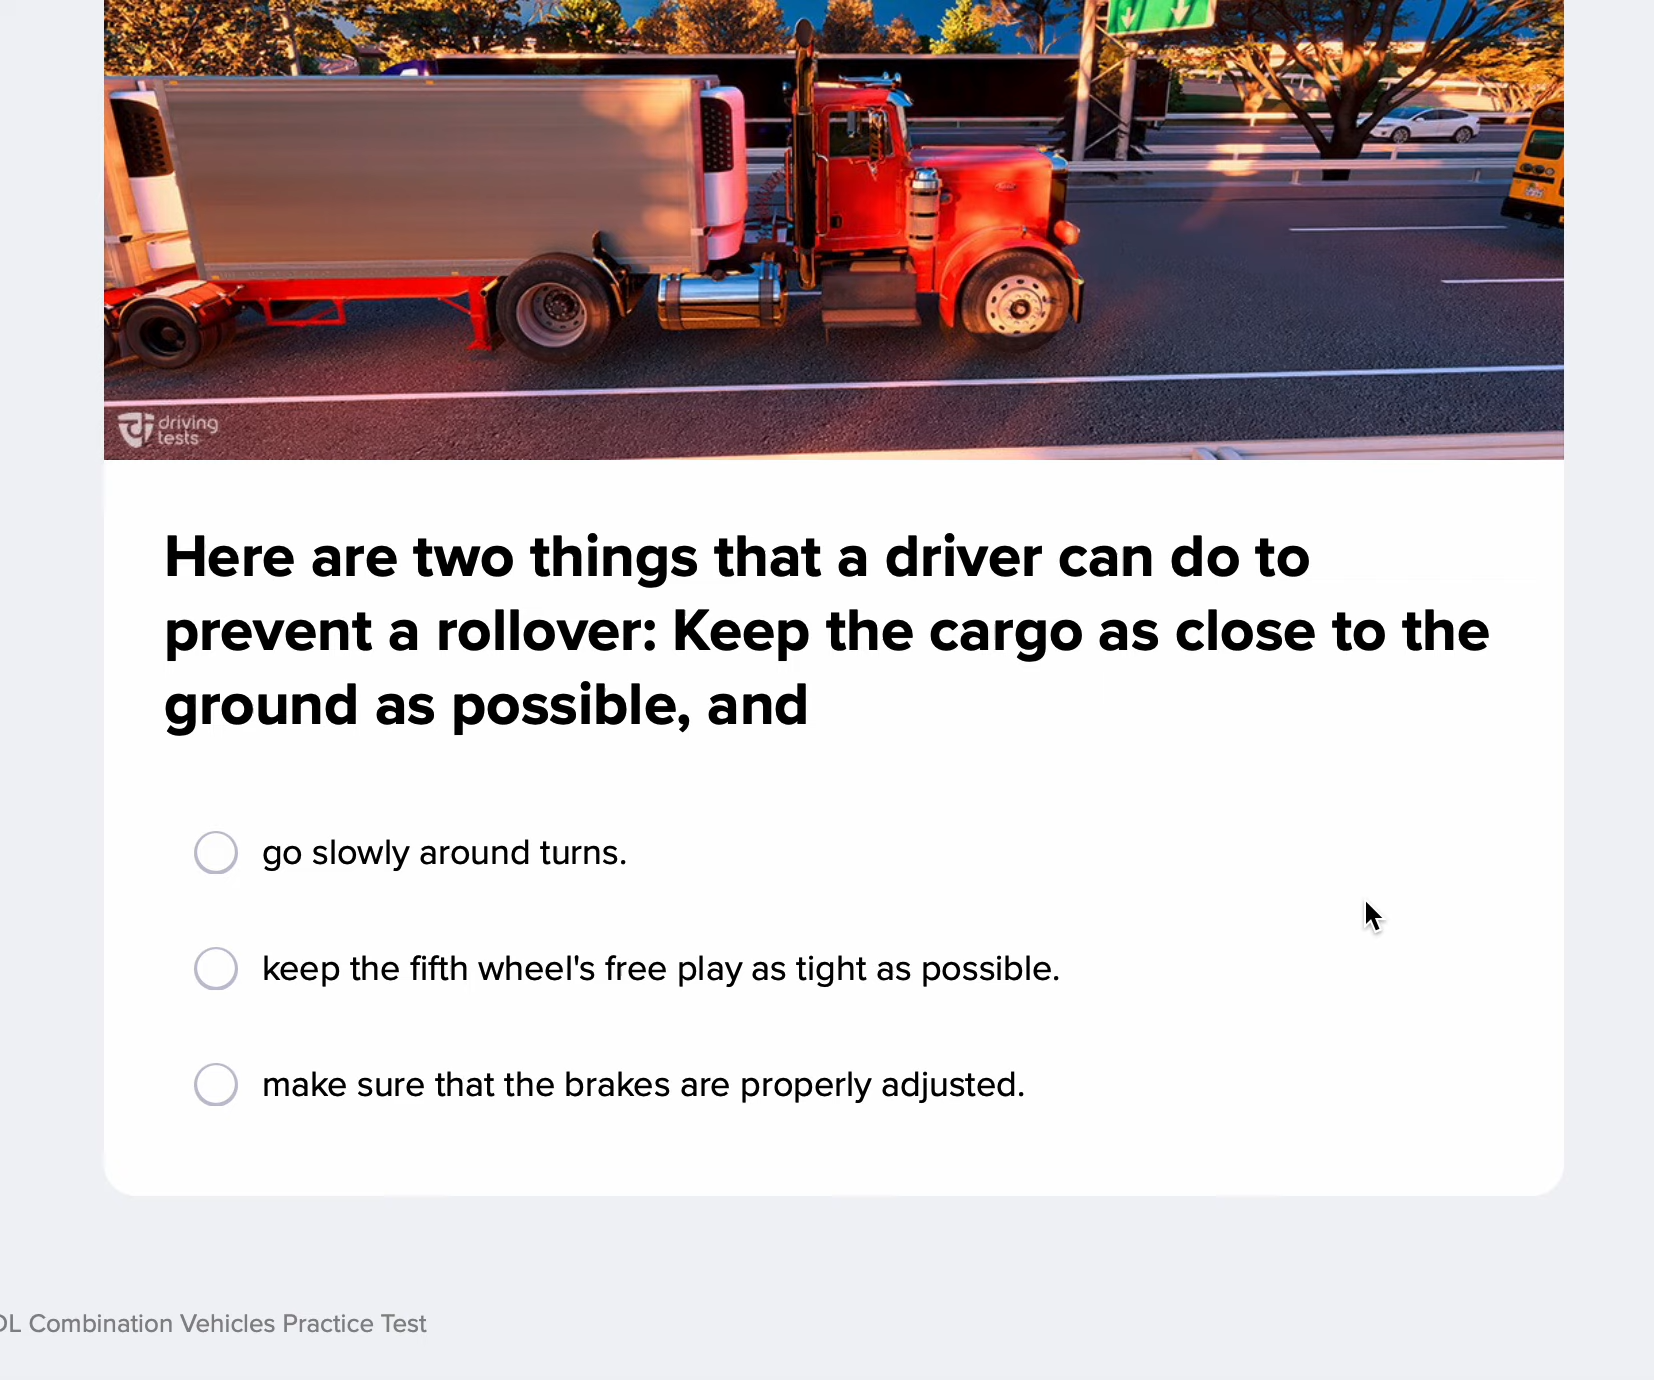 driving
tests
Here are two things that a driver can do to
prevent a rollover: Keep the cargo as close to the
ground as possible, and
go slowly around turns.
keep the fifth wheel's free play as tight as possible.
make sure that the brakes are properly adjusted.
DL Combination Vehicles Practice Test